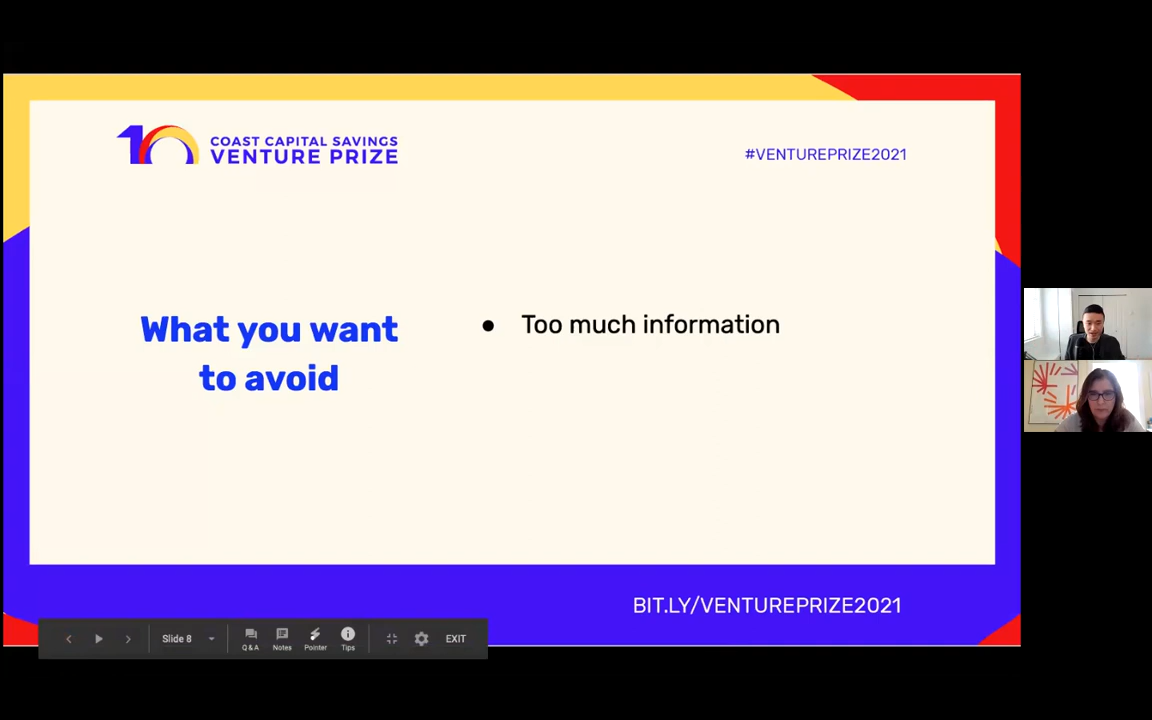 10
COAST CAPITAL SAVINGS
VENTURE PRIZE
#VENTUREPRIZE2021
What you want
to avoid
● Too much information
BIT.LY/VENTUREPRIZE2021
Slide 8
Q&A
Notes
Pointer
Tips
EXIT